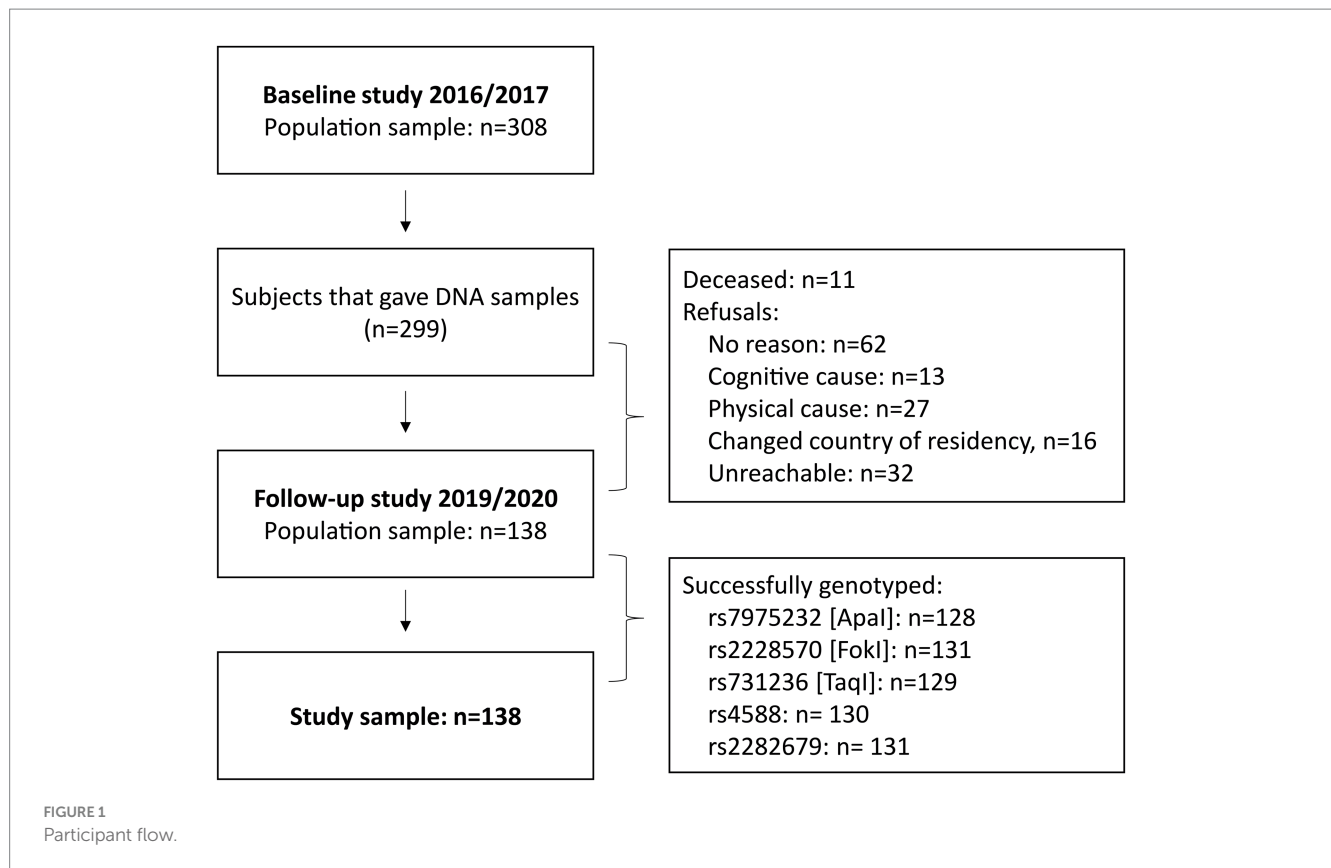 Baseline study 2016/2017
Population sample: n=308
Subjects that gave DNA samples
(n=299)
Deceased: n=11
Refusals:
No reason: n=62
Cognitive cause: n=13
Physical cause: n=27
Changed country of residency, n=16
Unreachable: n=32
Follow-up study 2019/2020
Population sample: n=138
Successfully genotyped:
rs7975232 [ApaI]: n=128
rs2228570 [FokI]: n=131
rs731236 [TaqI]: n=129
rs4588: n= 130
rs2282679: n= 131
Study sample: n=138
FIGURE 1
Participant flow.